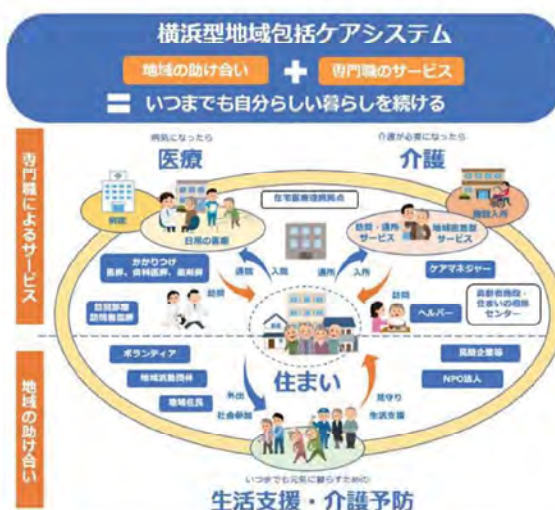 横浜型地域包括ケアシステム
地域の助け合い + 専門職のサービス
= いつまでも自分らしい暮らしを続ける
専門職によるサービス
病気になったら
医療
介護が必要になったら
介護
病院
日常の医療
在宅医療連携拠点
訪問・通所
サービス
地域密着型
サービス
施設入所
かかりつけ
医師、歯科医師、薬剤師
通院
入院
通所
入所
ケアマネジャー
訪問診療
訪問看護等
訪問
訪問
ヘルパー
高齢者施設・
住まいの相談
センター
住まい
地域の助け合い
ボランティア
地域活動団体
地域住民
外出
社会参加
見守り
生活支援
民間企業等
NPO法人
いつまでも元気に暮らすための
生活支援・介護予防